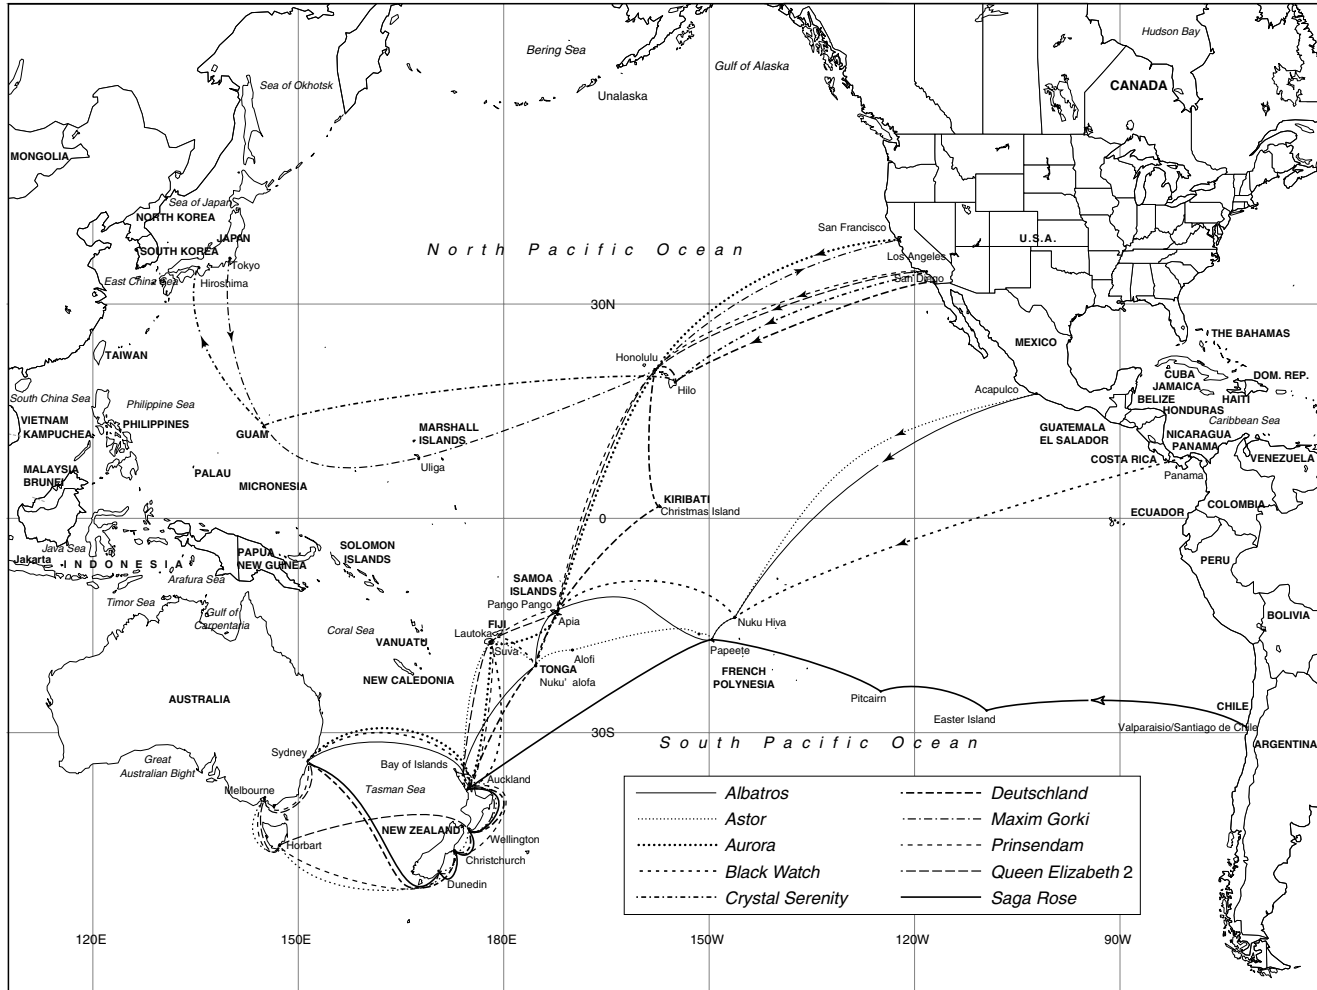 Hudson Bay
Bering Sea
Gulf of Alaska
Sea of Okhotsk
CANADA
Unalaska
MONGOLIA
Sea of Japan
NORTH KOREA
San Francisco
JAPAN
U.S.A.
SOUTH KOREA
North Pacific Ocean
Los Angeles
Tokyo
East China Sea
Hiroshima
San Diego
30N
THE BAHAMAS
MEXICO
TAIWAN
Honolulu
CUBA
DOM. REP.
JAMAICA
Hilo
Acapulco
South China Sea
BELIZE
HAITI
Philippine Sea
HONDURAS
VIETNAM
Caribbean Sea
PHILIPPINES
MARSHALL
ISLANDS
GUATEMALA
KAMPUCHEA
GUAM
NICARAGUA
EL SALADOR
PANAMA
COSTA RICA
VENEZUELA
Uliga
MALAYSIA
PALAU
Panama
BRUNEI
MICRONESIA
KIRIBATI
COLOMBIA
Christmas Island
ECUADOR
0
SOLOMON
ISLANDS
Java Sea
PAPUA
NEW GUINEA
Jakarta
INDONESIA
PERU
Arafura Sea
SAMOA
ISLANDS
Timor Sea
Pango Pango
Gulf of
Carpentaria
BOLIVIA
Apia
Nuku Hiva
FIJI
Coral Sea
Lautoka
VANUATU
Suva
Papeete
Alofi
TONGA
FRENCH
POLYNESIA
NEW CALEDONIA
Nuku' alofa
AUSTRALIA
Pitcairn
CHILE
Easter Island
Valparaisio/Santiago de Chile
30S
South Pacific Ocean
ARGENTINA
Sydney
Great
Australian Bight
Bay of Islands
Auckland
Melbourne
Tasman Sea
NEW ZEALAND
Wellington
Horbart
Christchurch
Dunedin
Albatros
Astor
Aurora
Black Watch
Crystal Serenity
Deutschland
Maxim Gorki
Prinsendam
Queen Elizabeth 2
Saga Rose
120E
150E
180E
150W
120W
90W